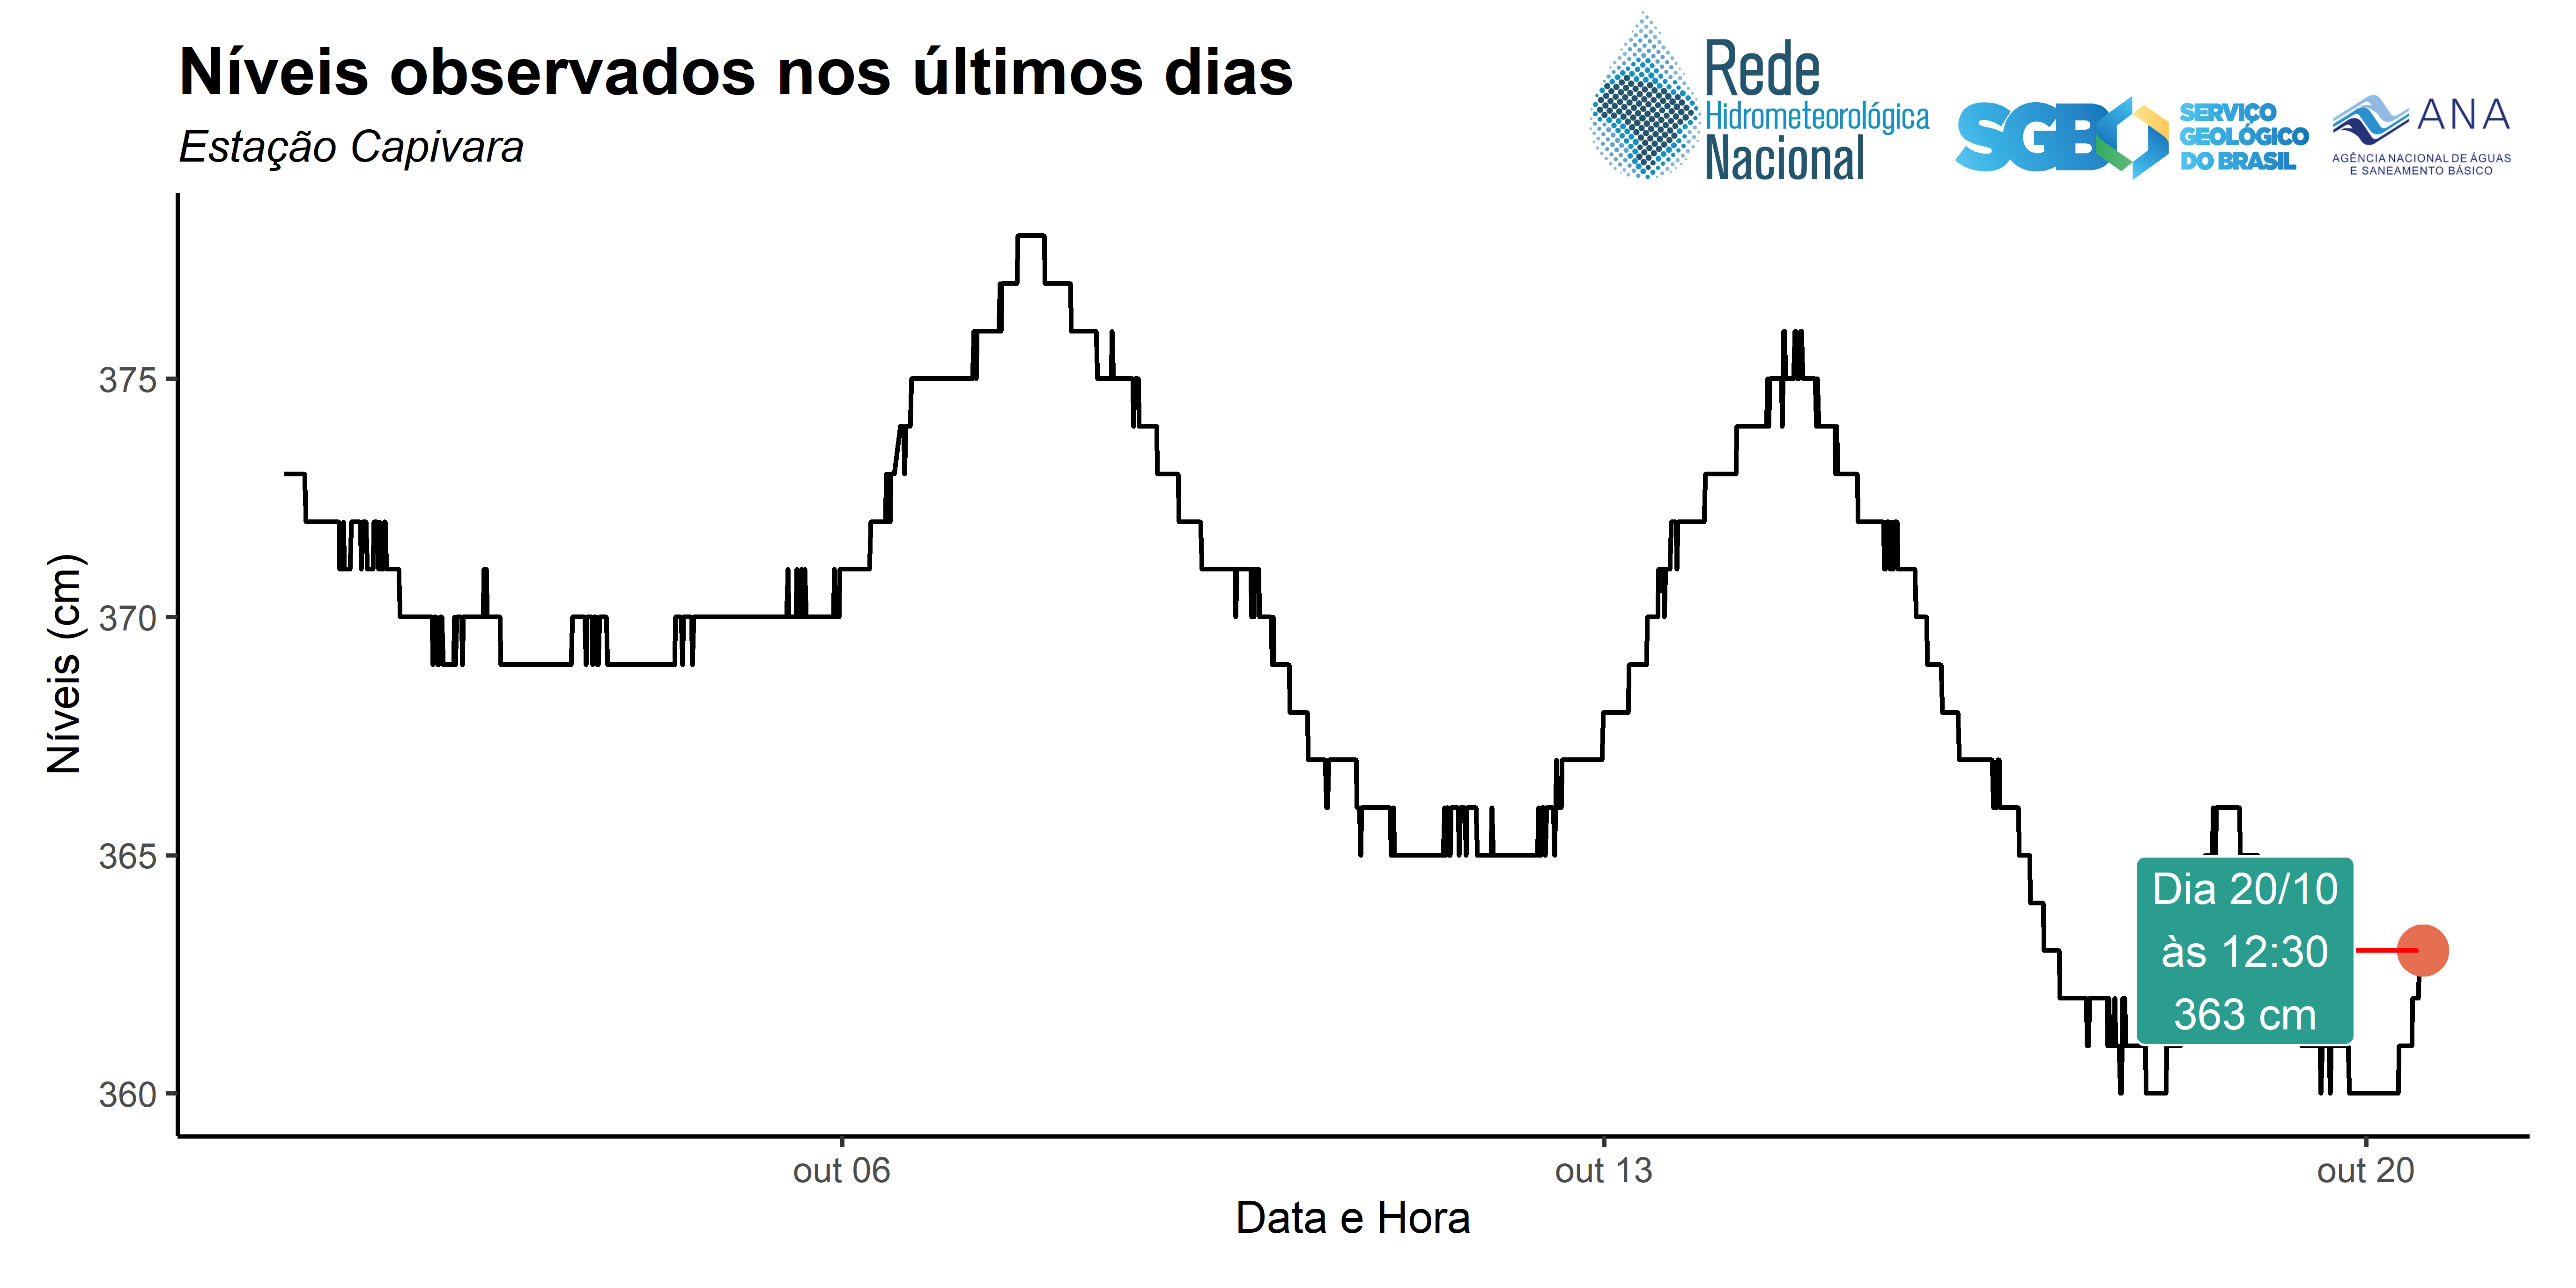 Níveis observados nos últimos dias
Estação Capivara
Rede
Hidrometeorológica
Nacional
SGB
SERVIÇO
GEOLÓGICO
DO BRASIL
ANA
AGÊNCIA NACIONAL DE ÁGUAS
E SANEAMENTO BÁSICO
Níveis (cm)
375
370
365
360
Dia 20/10
às 12:30
363 cm
out 06
out 13
out 20
Data e Hora